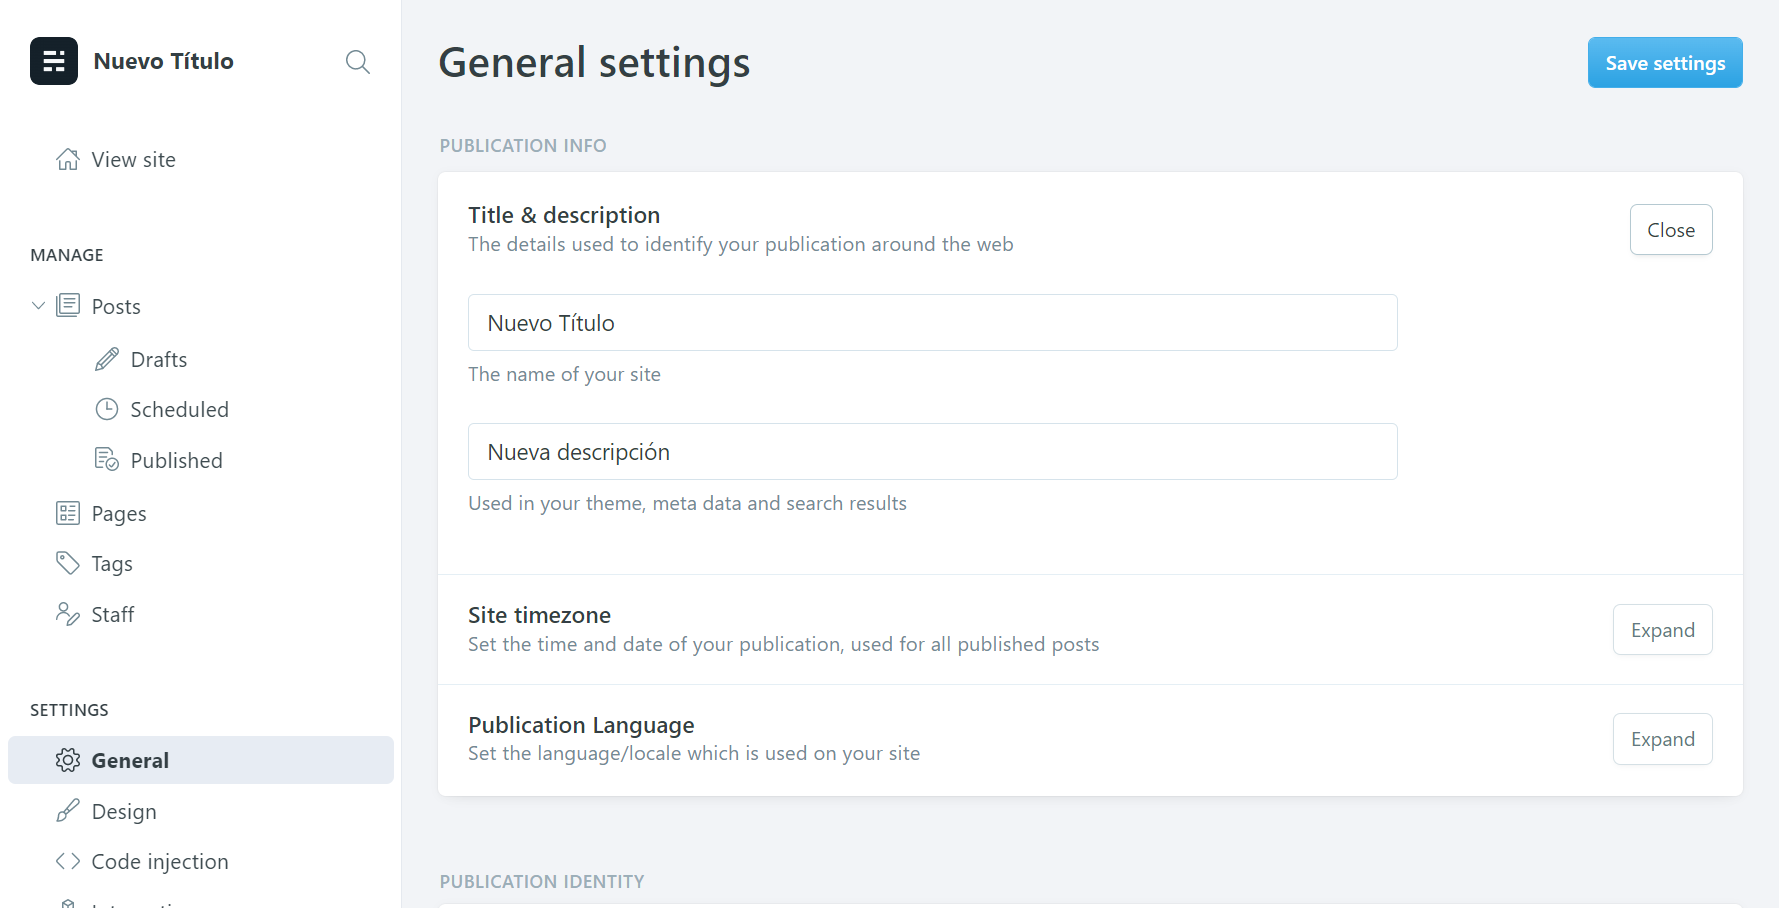 Nuevo Título
View site
MANAGE
Posts
Drafts
Scheduled
Published
Pages
Tags
Staff
SETTINGS
General
Design
Code injection
General settings
Save settings
PUBLICATION INFO
Title & description
The details used to identify your publication around the web
Close
Nuevo Título
The name of your site
Nueva descripción
Used in your theme, meta data and search results
Site timezone
Set the time and date of your publication, used for all published posts
Expand
Publication Language
Set the language/locale which is used on your site
Expand
PUBLICATION IDENTITY